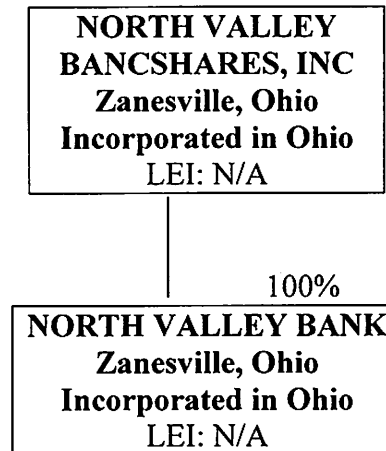 NORTH VALLEY
BANCSHARES, INC
Zanesville, Ohio
Incorporated in Ohio
LEI: N/A
100%
NORTH VALLEY BANK
Zanesville, Ohio
Incorporated in Ohio
LEI: N/A